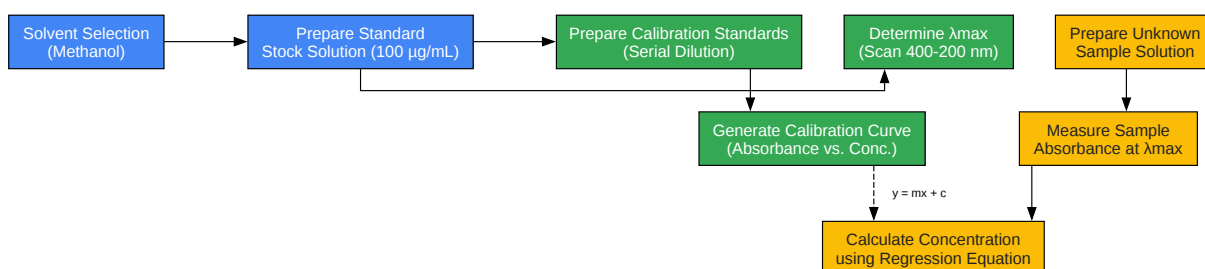 Solvent Selection
(Methanol)
Prepare Standard
Stock Solution (100 µg/mL)
Prepare Calibration Standards
(Serial Dilution)
Determine λmax
(Scan 400-200 nm)
Prepare Unknown
Sample Solution
Generate Calibration Curve
(Absorbance vs. Conc.)
Measure Sample
Absorbance at λmax
y = mx + c
Calculate Concentration
using Regression Equation